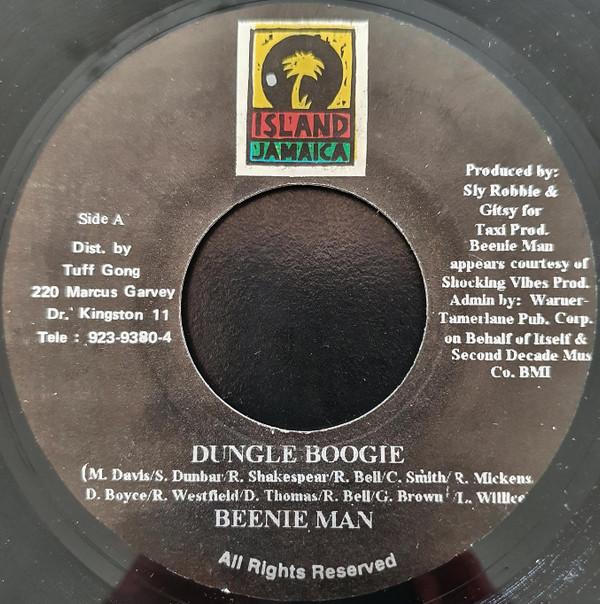 ISLAND
JAMAICA
Side A
Dist. by
Tuff Gong
220 Marcus Garvey
Dr. Kingston 11
Tele : 923-9380-4
Produced by:
Sly Robbie &
Gitsy for
Taxi Prod.
Beenie Man
appears courtesy of
Shocking Vibes Prod.
Admin by: Warner-
Tamerlane Pub. Corp.
on Behalf of Itself &
Second Decade Mus
Co. BMI
DUNGLE BOOGIE
(M. Davis/S. Dunbar/R. Shakespear/R. Bell/C. Smith/R. Mickens
D. Boyce/R. Westfield/D. Thomas/R. Bell/G. Brown/L.
BEENIE MAN
All Rights Reserved